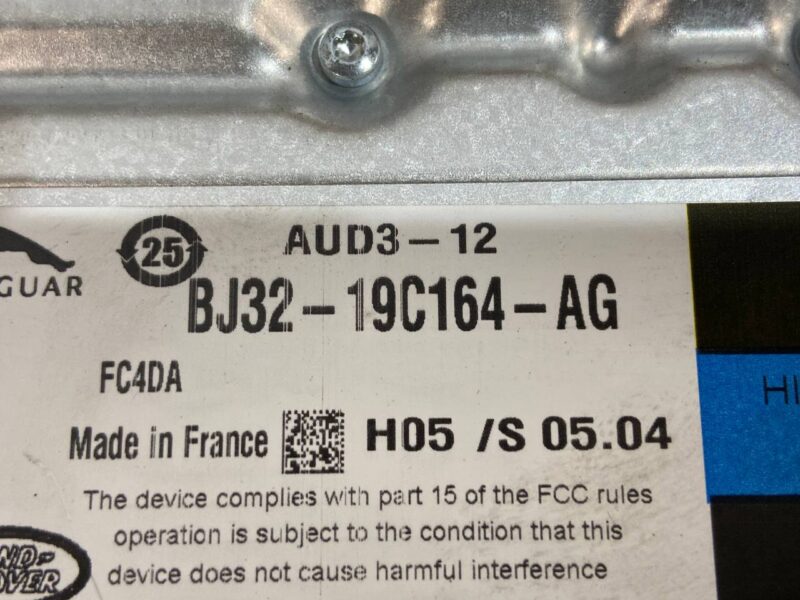 25
AUD3-12
GUAR
BJ32-19C164-AG
FC4DA
Made in France
H05 /S 05.04
HI
The device complies with part 15 of the FCC rules
operation is subject to the condition that this
device does not cause harmful interference
ND-
OVER